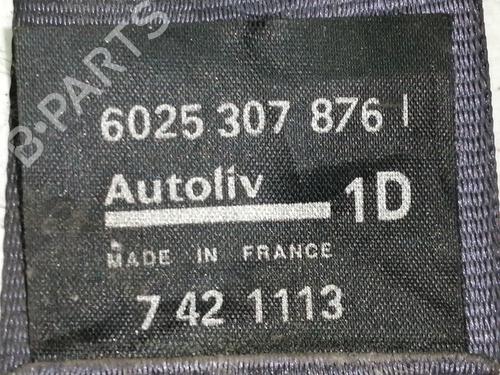 B-PARTS
6025 307 876 I
Autoliv
1D
MADE IN FRANCE
7 42 1113